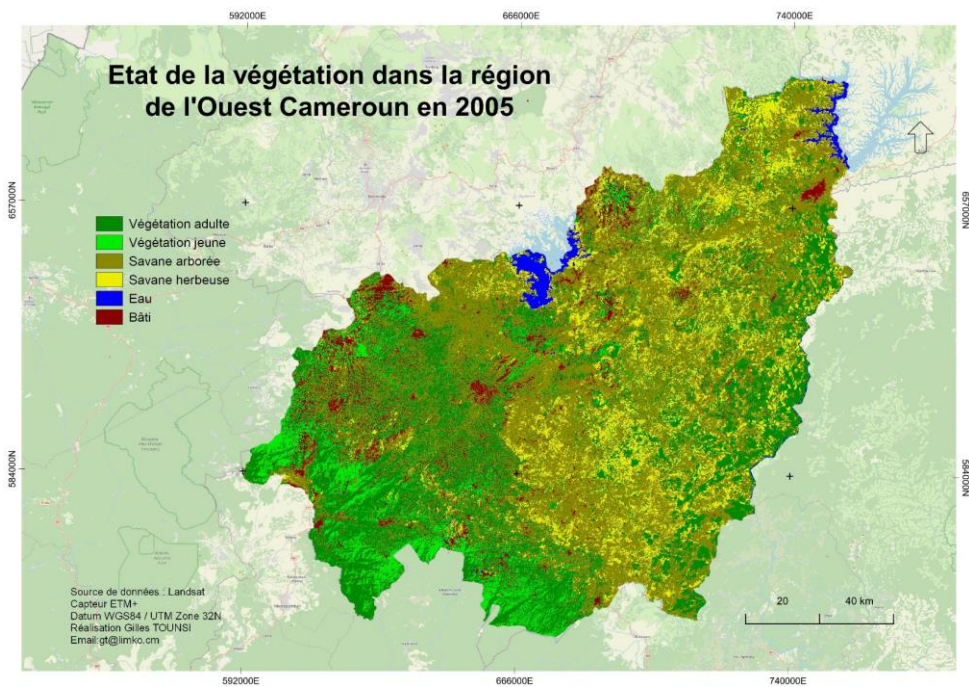 592000E
666000E
740000E
Etat de la végétation dans la région
de l'Ouest Cameroun en 2005
657000N
657000N
Végétation adulte
Végétation jeune
Savane arborée
Savane herbeuse
Eau
Bâti
584000N
584000N
Source de données : Landsat
Capteur ETM+
Datum WGS84 / UTM Zone 32N
Réalisation Gilles TOUNSI
Email:gt@limko.cm
20
40 km
592000E
666000E
740000E